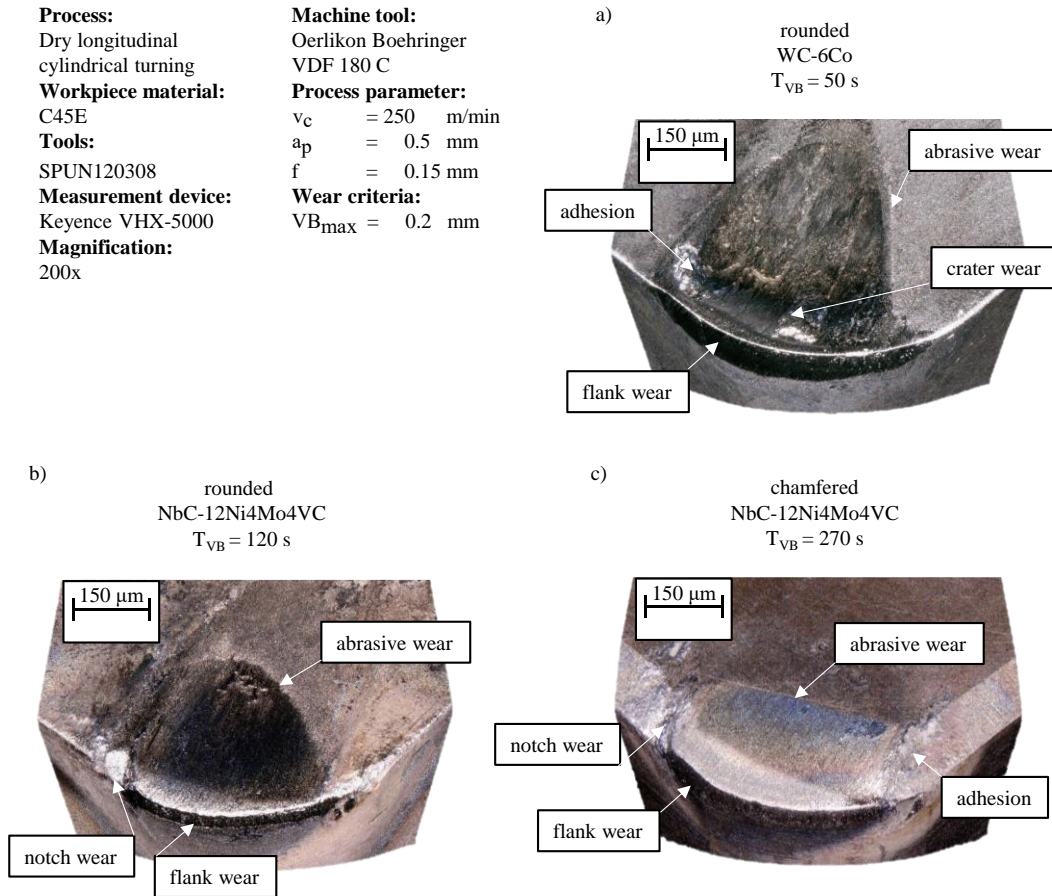 Process:
Dry longitudinal
cylindrical turning
Workpiece material:
C45E
Tools:
SPUN120308
Measurement device:
Keyence VHX-5000
Magnification:
200x
Machine tool:
Oerlikon Boehringer
VDF 180 C
Process parameter:
vc = 250 m/min
ap = 0.5 mm
f = 0.15 mm
Wear criteria:
VBmax = 0.2 mm
a)
rounded
WC-6Co
TVB = 50 s
150 µm
abrasive wear
adhesion
crater wear
flank wear
b)
rounded
NbC-12Ni4Mo4VC
TVB = 120 s
150 µm
abrasive wear
notch wear
flank wear
c)
chamfered
NbC-12Ni4Mo4VC
TVB = 270 s
150 µm
abrasive wear
notch wear
flank wear
adhesion